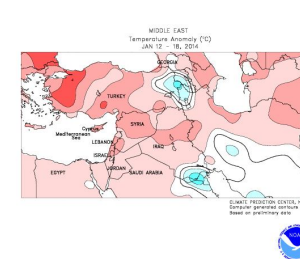 MIDDLE EAST
Temperature Anomaly (°C)
JAN 12 - 18, 2014
GEORGIA
TURKEY
Cyprus
Mediterranean
Sea
SYRIA
LEBANON
IRAQ
ISRAEL
JORDAN
EGYPT
SAUDI ARABIA
CLIMATE PREDICTION CENTER, N
Computer generated contours
Based on preliminary data
NOA